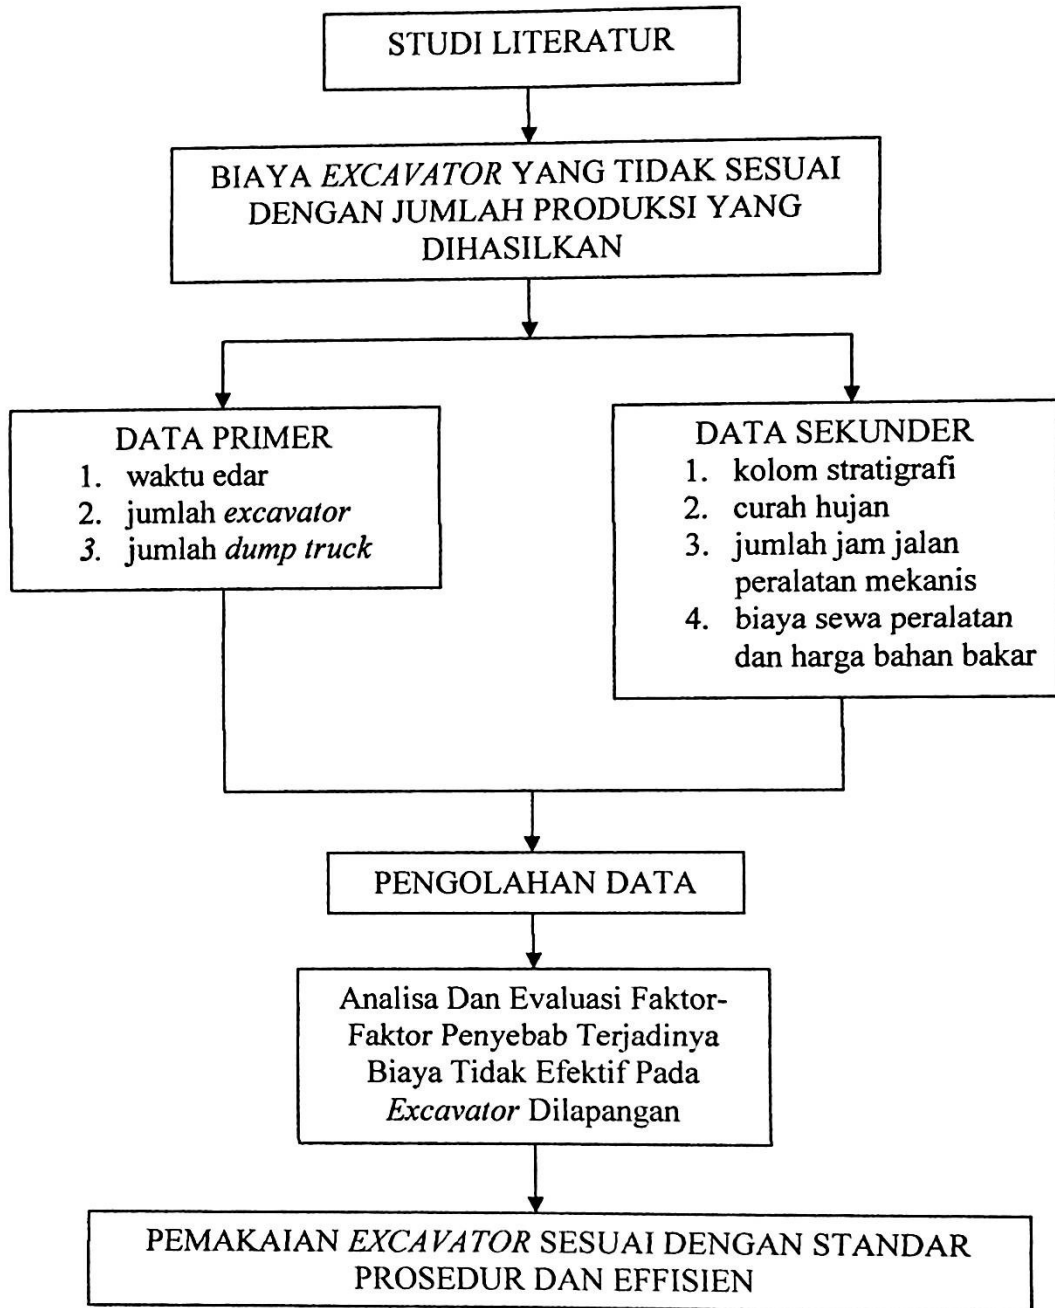 STUDI LITERATUR
BIAYA EXCAVATOR YANG TIDAK SESUAI
DENGAN JUMLAH PRODUKSI YANG
DIHASILKAN
DATA PRIMER
1. waktu edar
2. jumlah excavator
3. jumlah dump truck
DATA SEKUNDER
1. kolom stratigrafi
2. curah hujan
3. jumlah jam jalan
peralatan mekanis
4. biaya sewa peralatan
dan harga bahan bakar
PENGOLAHAN DATA
Analisa Dan Evaluasi Faktor-
Faktor Penyebab Terjadinya
Biaya Tidak Efektif Pada
Excavator Dilapangan
PEMAKAIAN EXCAVATOR SESUAI DENGAN STANDAR
PROSEDUR DAN EFFISIEN